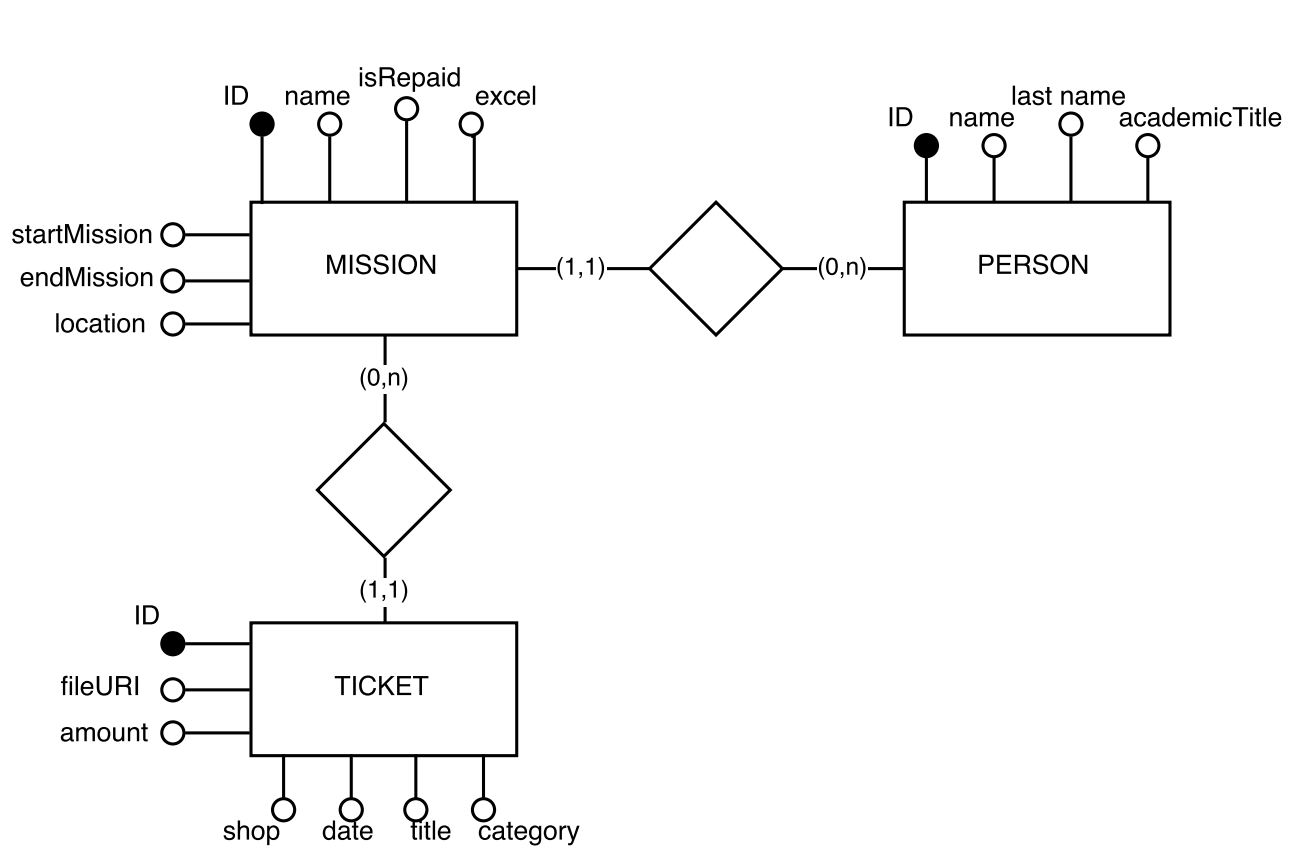 isRepaid
ID
name
excel
last name
ID
name
academicTitle
startMission
endMission
location
MISSION
(1,1)
(0,n)
PERSON
(0,n)
(1,1)
ID
fileURI
amount
TICKET
shop
date
title
category